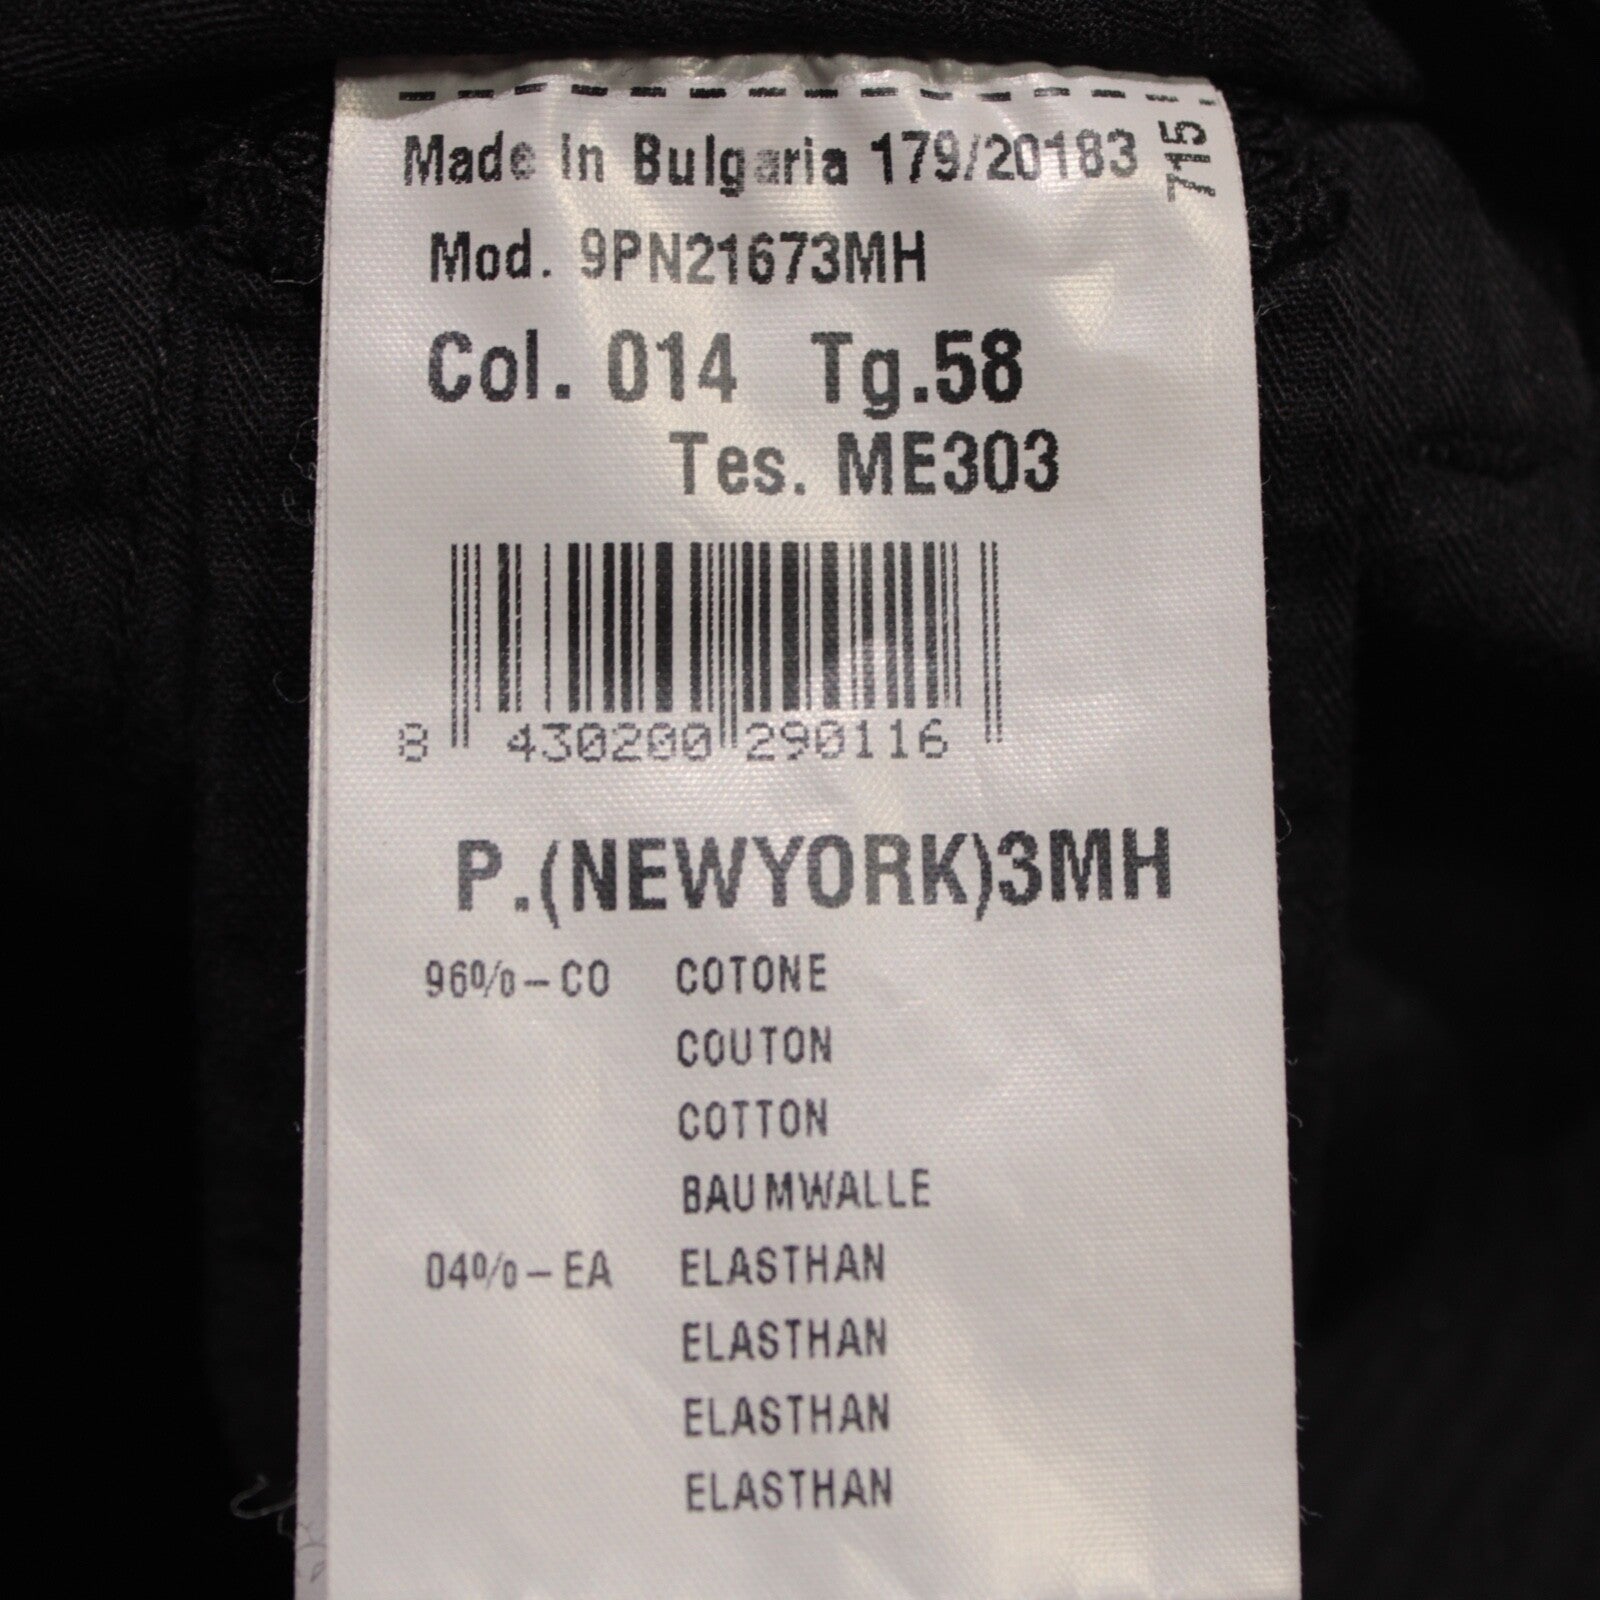 Made in Bulgaria 179/20183
715
Mod. 9PN21673MH
Col. 014 Tg.58
Tes. ME303
8 430200 290116
P.(NEWYORK)3MH
96%-CO COTONE
COUTON
COTTON
BAUMWALLE
04%-EA ELASTHAN
ELASTHAN
ELASTHAN
ELASTHAN